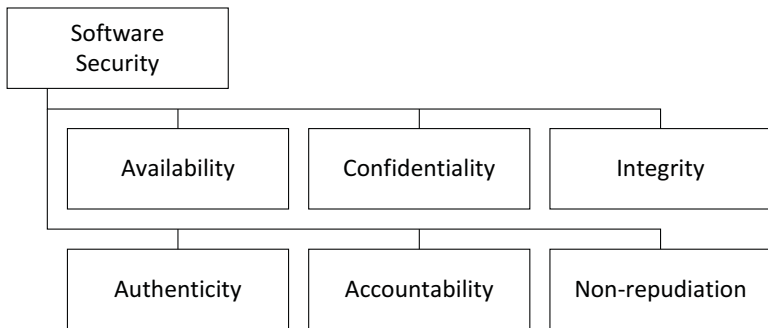 Software
Security
Availability
Confidentiality
Integrity
Authenticity
Accountability
Non-repudiation